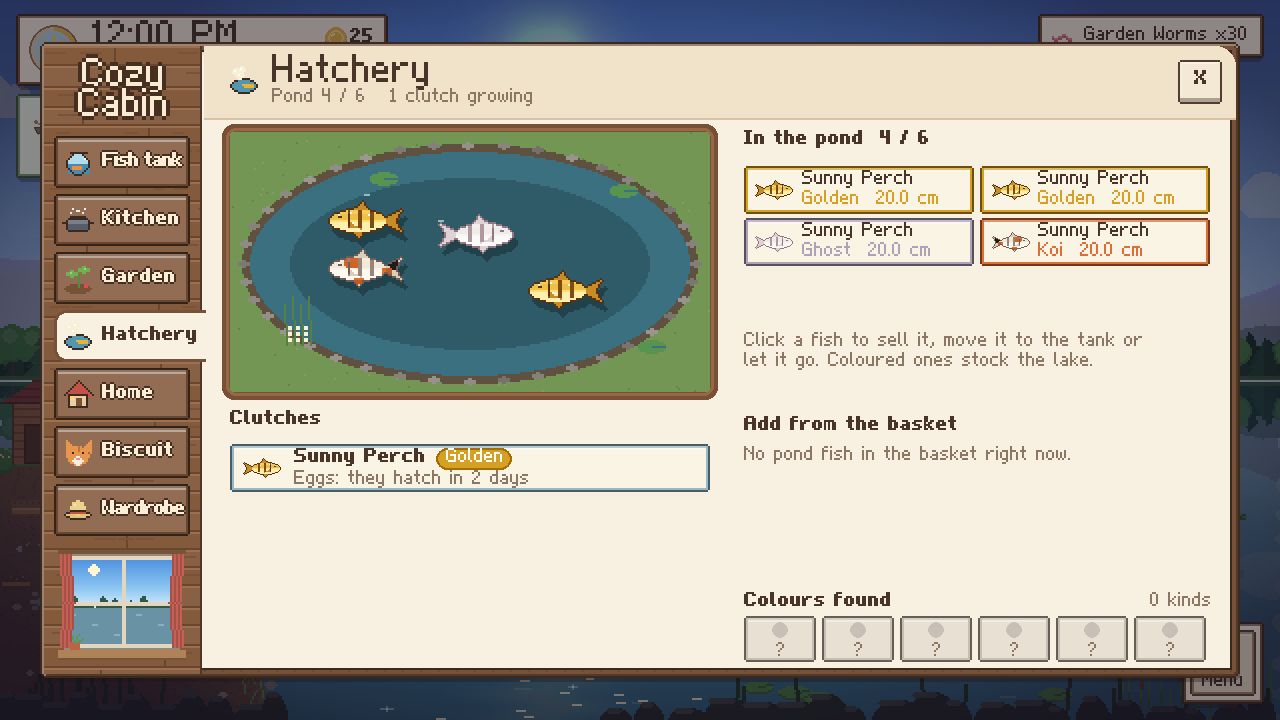 12:00 PM
25
Garden Worms x30
Cozy
Cabin
Fish tank
Kitchen
Garden
Hatchery
Home
Biscuit
Wardrobe
Hatchery
Pond 4 / 6 1 clutch growing
X
In the pond 4 / 6
Sunny Perch
Golden 20.0 cm
Sunny Perch
Golden 20.0 cm
Sunny Perch
Ghost 20.0 cm
Sunny Perch
Koi 20.0 cm
Click a fish to sell it, move it to the tank or
let it go. Coloured ones stock the lake.
Clutches
Sunny Perch Golden
Eggs: they hatch in 2 days
Add from the basket
No pond fish in the basket right now.
Colours found 0 kinds
? ? ? ? ? ?
Menu